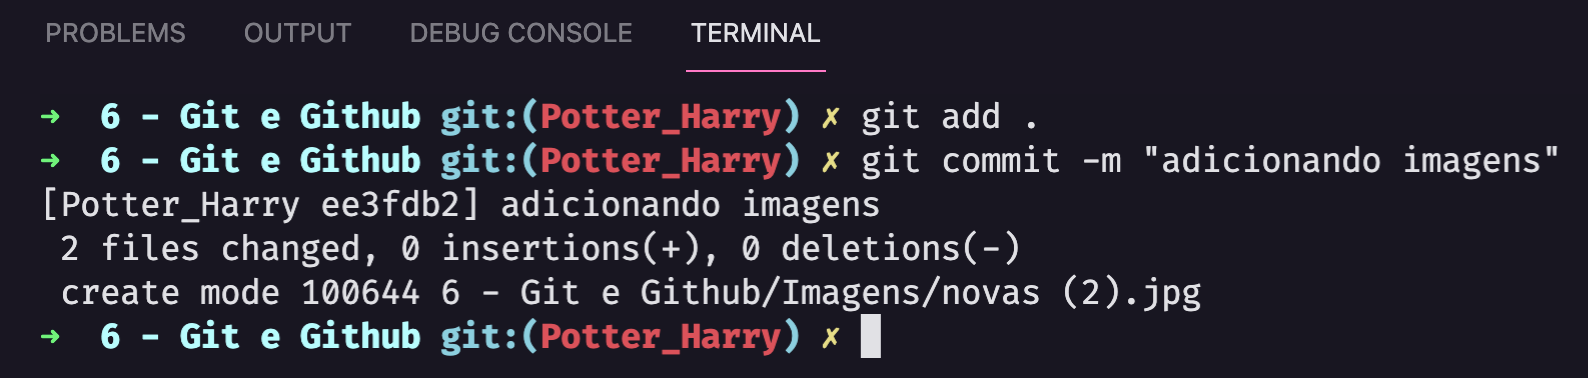 PROBLEMS OUTPUT DEBUG CONSOLE TERMINAL
➜ 6 - Git e Github git:(Potter_Harry) ✗ git add .
➜ 6 - Git e Github git:(Potter_Harry) ✗ git commit -m "adicionando imagens"
[Potter_Harry ee3fdb2] adicionando imagens
2 files changed, 0 insertions(+), 0 deletions(-)
create mode 100644 6 - Git e Github/Imagens/novas (2).jpg
➜ 6 - Git e Github git:(Potter_Harry) ✗